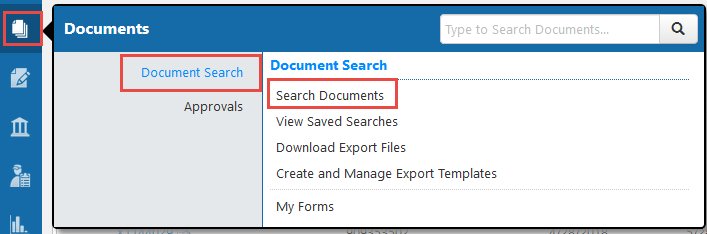 Documents
Type to Search Documents...
Document Search
Approvals
Document Search
Search Documents
View Saved Searches
Download Export Files
Create and Manage Export Templates
My Forms